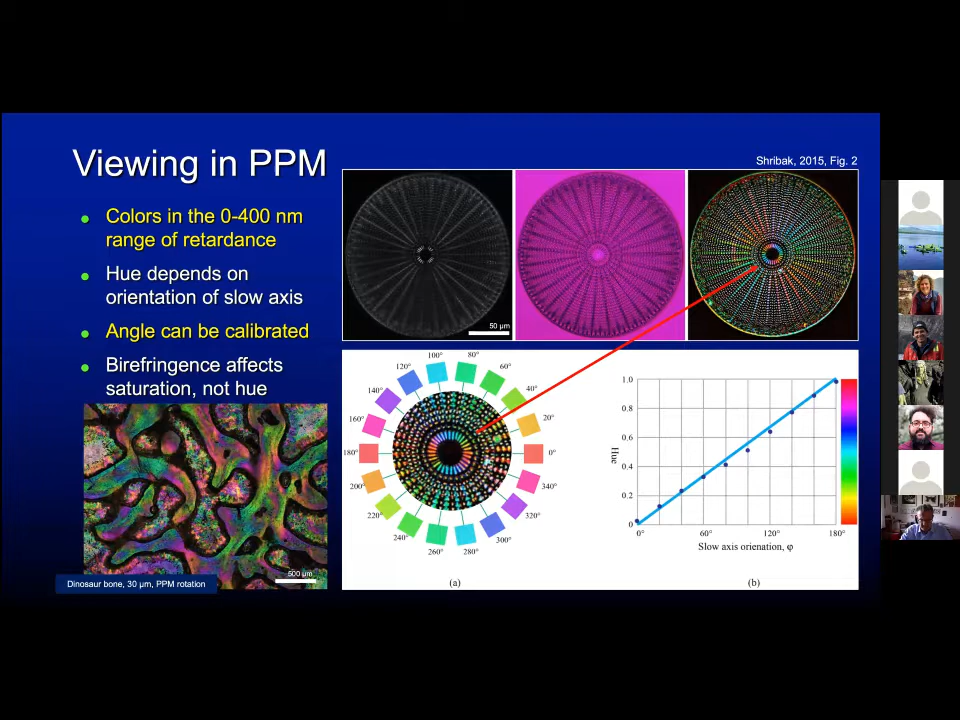 Viewing in PPM
Shribak, 2015, Fig. 2
Colors in the 0-400 nm
range of retardance
Hue depends on
orientation of slow axis
Angle can be calibrated
Birefringence affects
saturation, not hue
50 µm
500 µm
Dinosaur bone, 30 µm, PPM rotation
100°
80°
120°
60°
140°
40°
160°
20°
180°
0°
200°
340°
220°
320°
240°
300°
260°
280°
(a)
1.0
0.8
0.6
0.4
0.2
0
Hue
0°
60°
120°
180°
Slow axis orienation, φ
(b)